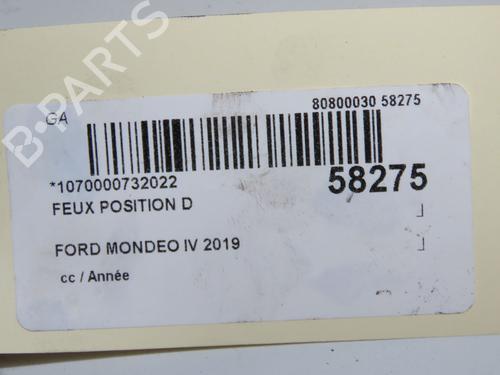 B-PARTS
GA
80800030 58275
*1070000732022
58275
FEUX POSITION D
FORD MONDEO IV 2019
cc / Année